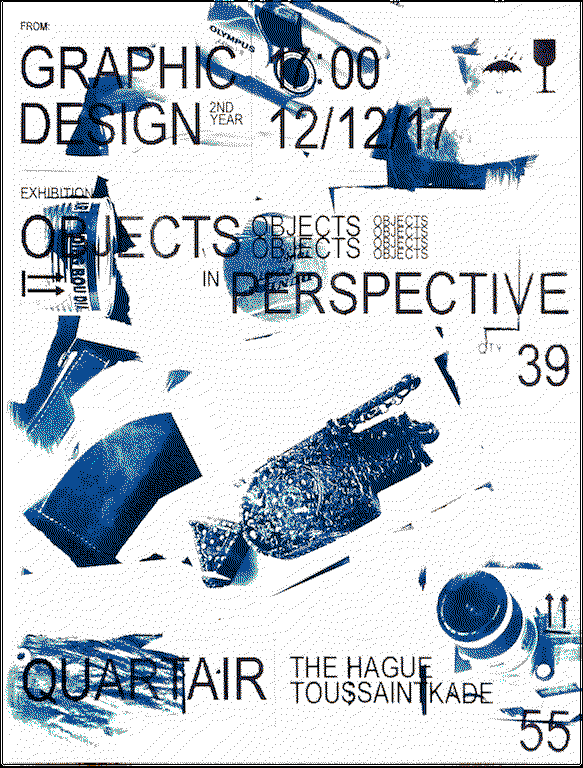 FROM:
OLYMPUS
GRAPHIC 17:00
DESIGN 2ND YEAR 12/12/17
EXHIBITION
OBJECTS OBJECTS OBJECTS
OBJECTS OBJECTS
OBJECTS
OBJECTS
IN PERSPECTIVE
QTY 39
QUARTAIR THE HAGUE
TOUSSAINTKADE
55